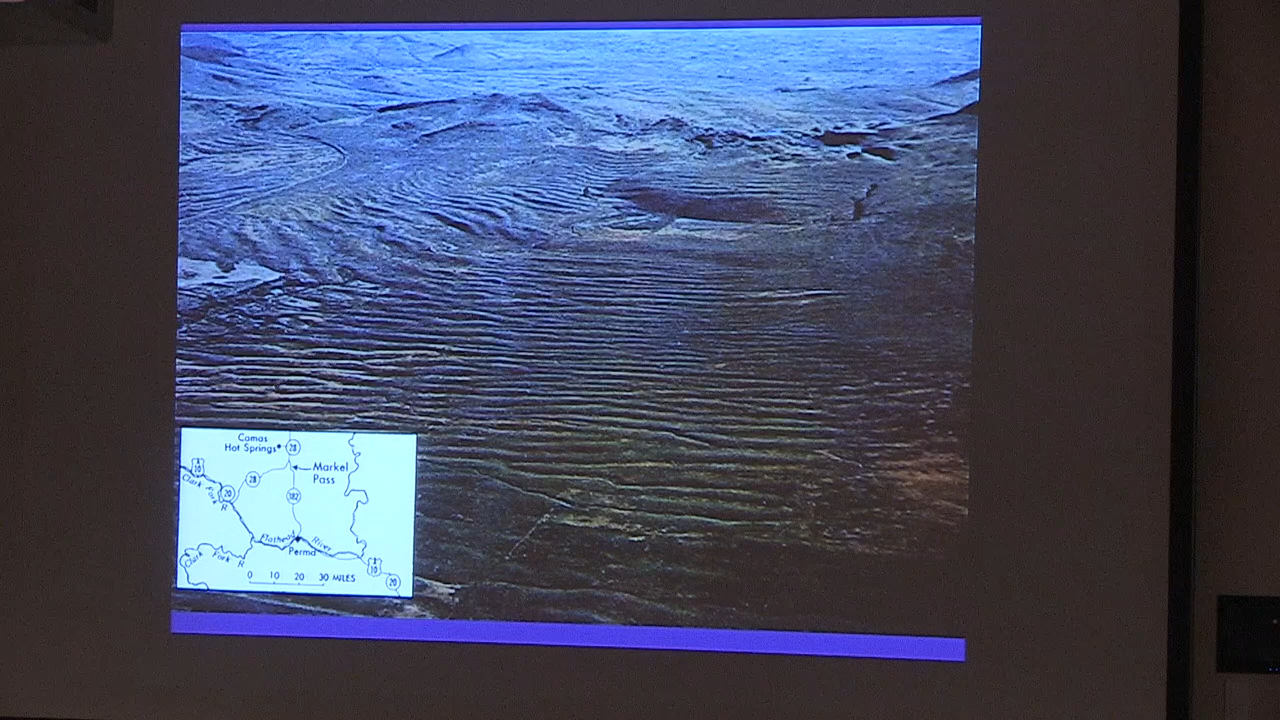 Camas
Hot Springs
28
Markel
Pass
10
Clark
Fork
R
20
28
382
Flathead River
Perma
Clark Fork R
10
20
0 10 20 30 MILES